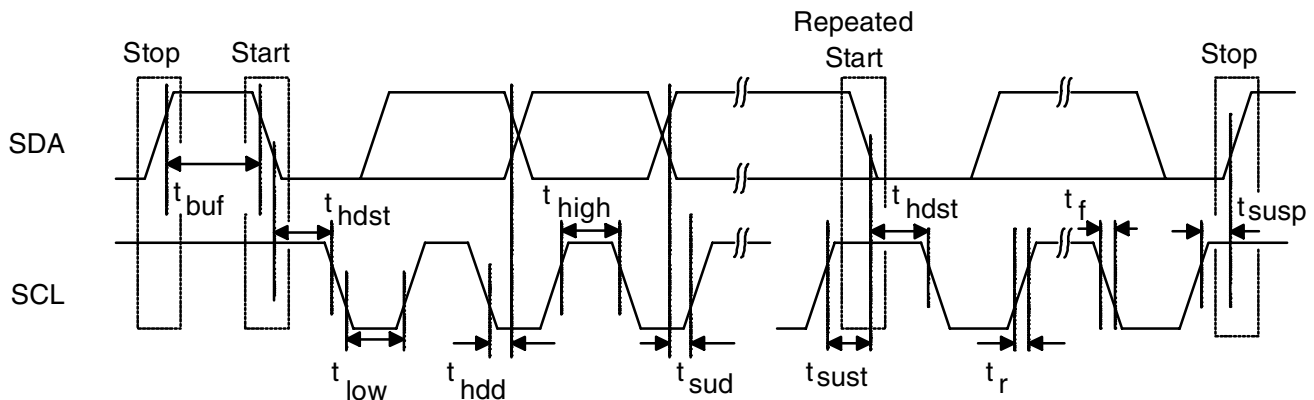 Repeated
Stop Start Start Stop
SDA
t buf t hdst t high t hdst t f t susp
SCL
t low t hdd t sud t sust t r